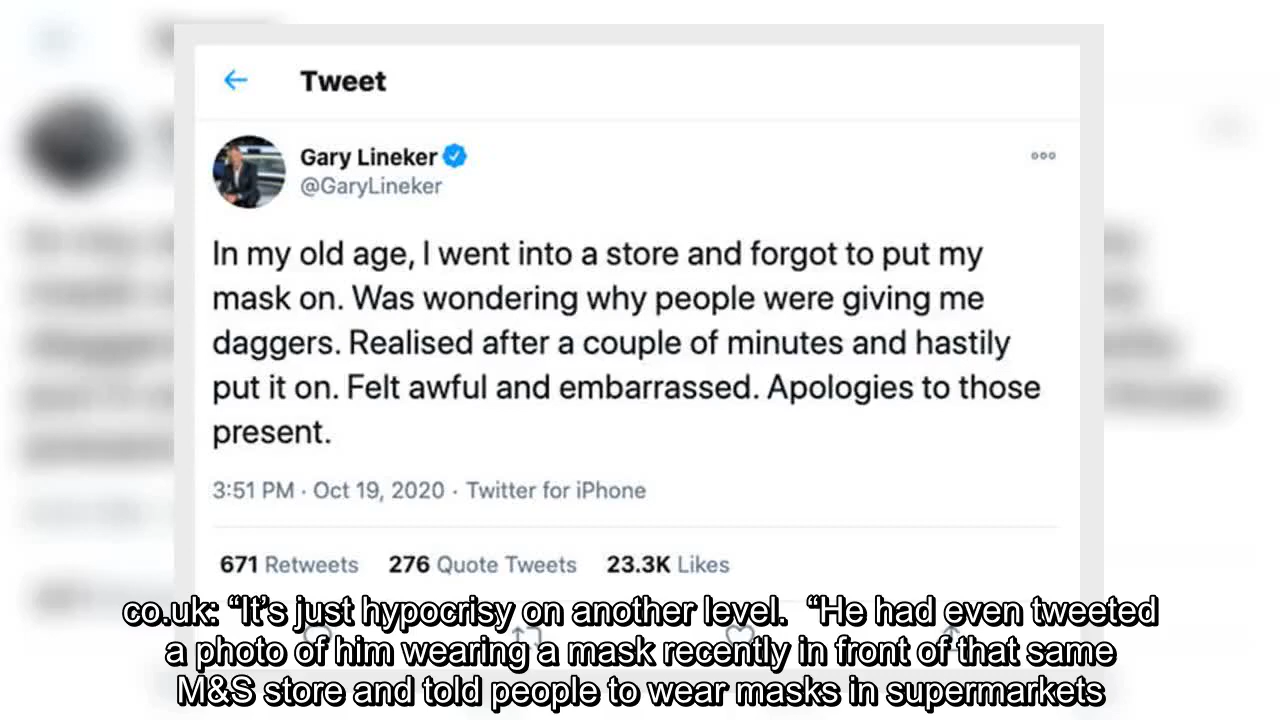 Tweet
Gary Lineker
@GaryLineker
In my old age, I went into a store and forgot to put my
mask on. Was wondering why people were giving me
daggers. Realised after a couple of minutes and hastily
put it on. Felt awful and embarrassed. Apologies to those
present.
3:51 PM · Oct 19, 2020 · Twitter for iPhone
671 Retweets 276 Quote Tweets 23.3K Likes
co.uk: “It’s just hypocrisy on another level. “He had even tweeted
a photo of him wearing a mask recently in front of that same
M&S store and told people to wear masks in supermarkets